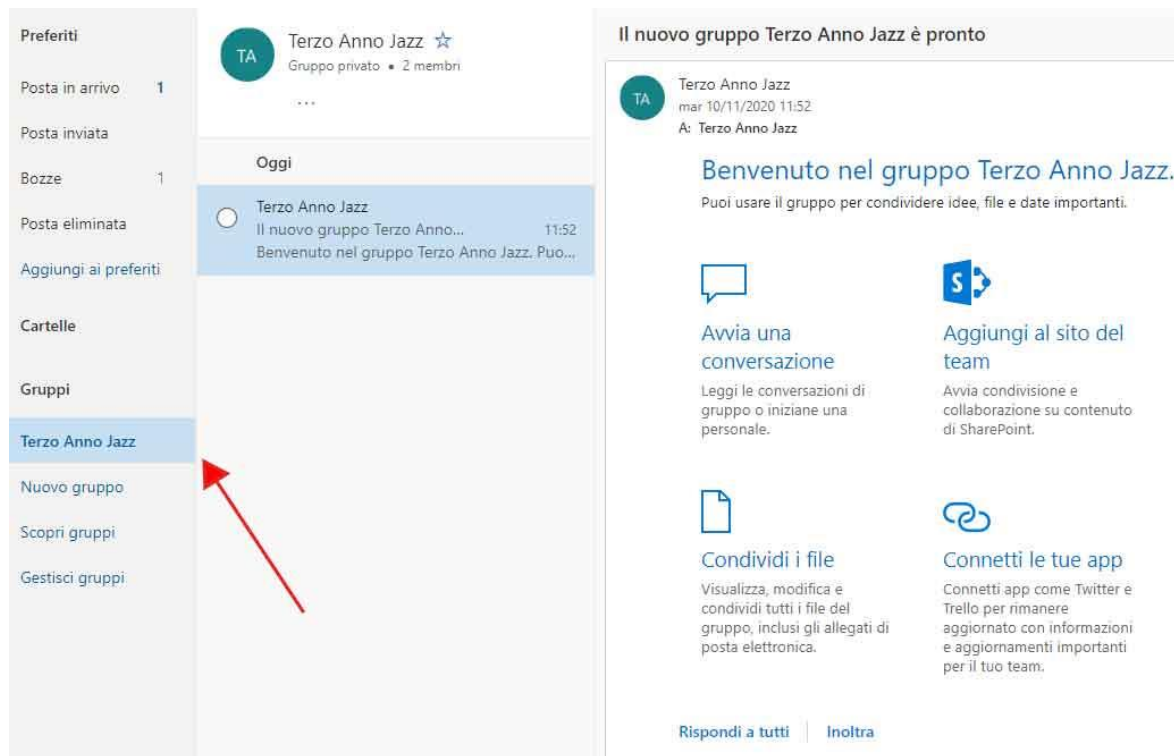 Preferiti
Posta in arrivo 1
Posta inviata
Bozze 1
Posta eliminata
Aggiungi ai preferiti
Cartelle
Gruppi
Terzo Anno Jazz
Nuovo gruppo
Scopri gruppi
Gestisci gruppi
TA
Terzo Anno Jazz
Gruppo privato • 2 membri
...
Oggi
Terzo Anno Jazz
Il nuovo gruppo Terzo Anno... 11:52
Benvenuto nel gruppo Terzo Anno Jazz. Puo...
Il nuovo gruppo Terzo Anno Jazz è pronto
TA
Terzo Anno Jazz
mar 10/11/2020 11:52
A: Terzo Anno Jazz
Benvenuto nel gruppo Terzo Anno Jazz.
Puoi usare il gruppo per condividere idee, file e date importanti.
Avvia una
conversazione
Leggi le conversazioni di
gruppo o iniziane una
personale.
S
Aggiungi al sito del
team
Avvia condivisione e
collaborazione su contenuto
di SharePoint.
Condividi i file
Visualizza, modifica e
condividi tutti i file del
gruppo, inclusi gli allegati di
posta elettronica.
Connetti le tue app
Connetti app come Twitter e
Trello per rimanere
aggiornato con informazioni
e aggiornamenti importanti
per il tuo team.
Rispondi a tutti
Inoltra